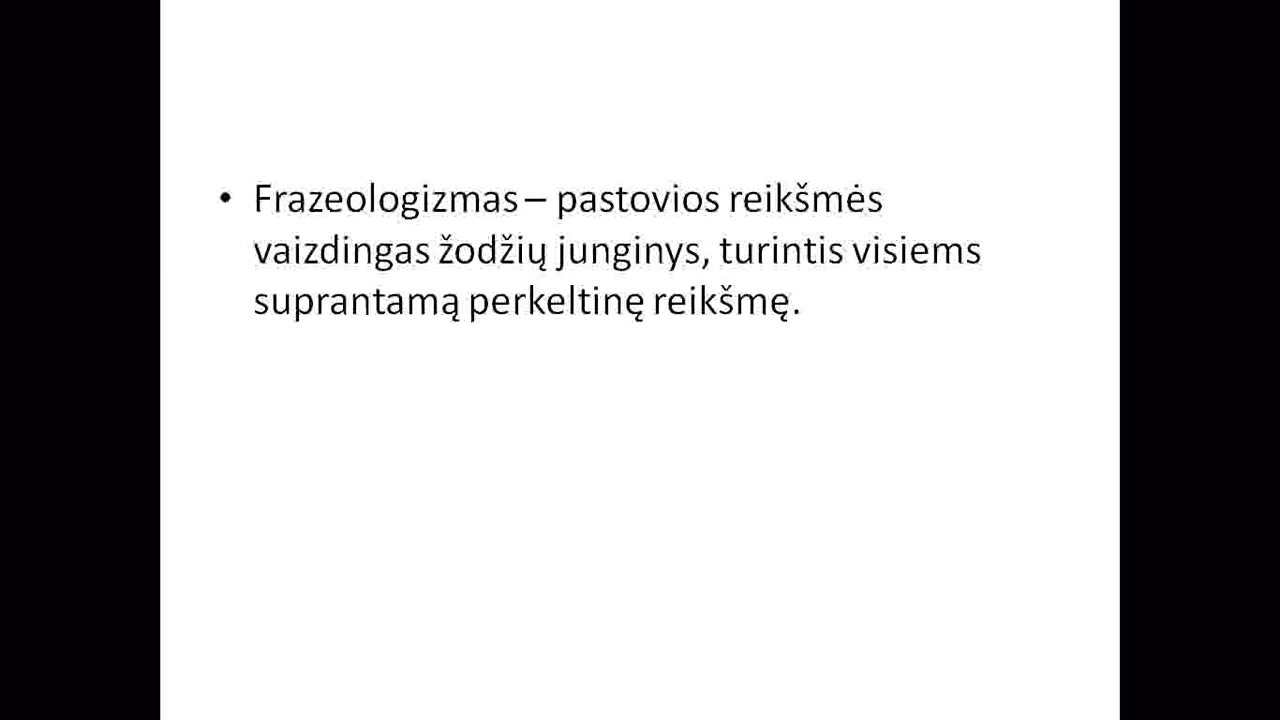 • Frazeologizmas – pastovios reikšmės
vaizdingas žodžių junginys, turintis visiems
suprantamą perkeltinę reikšmę.